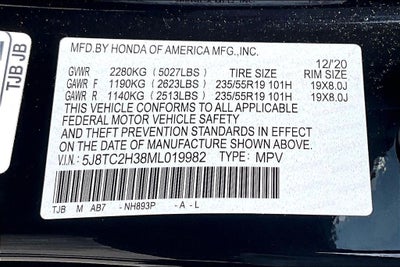 TJB JB
MFD.BY HONDA OF AMERICA MFG.,INC.
12/'20
GVWR 2280KG (5027LBS) TIRE SIZE RIM SIZE
GAWR F 1190KG (2623LBS) 235/55R19 101H 19X8.0J
GAWR R 1140KG (2513LBS) 235/55R19 101H 19X8.0J
THIS VEHICLE CONFORMS TO ALL APPLICABLE
FEDERAL MOTOR VEHICLE SAFETY
AND THEFT PREVENTION STANDARDS IN EFFECT
ON THE DATE OF MANUFACTURE SHOWN ABOVE.
V.I.N: 5J8TC2H38ML019982 TYPE: MPV
TJB M AB7 -NH893P -A -L